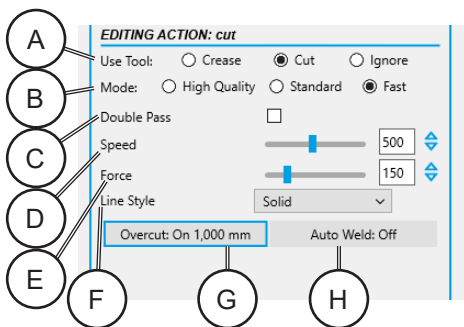 EDITING ACTION: cut
A
Use Tool: Crease Cut Ignore
B
Mode: High Quality Standard Fast
C
Double Pass
D
Speed 500
E
Force 150
F
Line Style Solid
Overcut: On 1,000 mm Auto Weld: Off
G
H